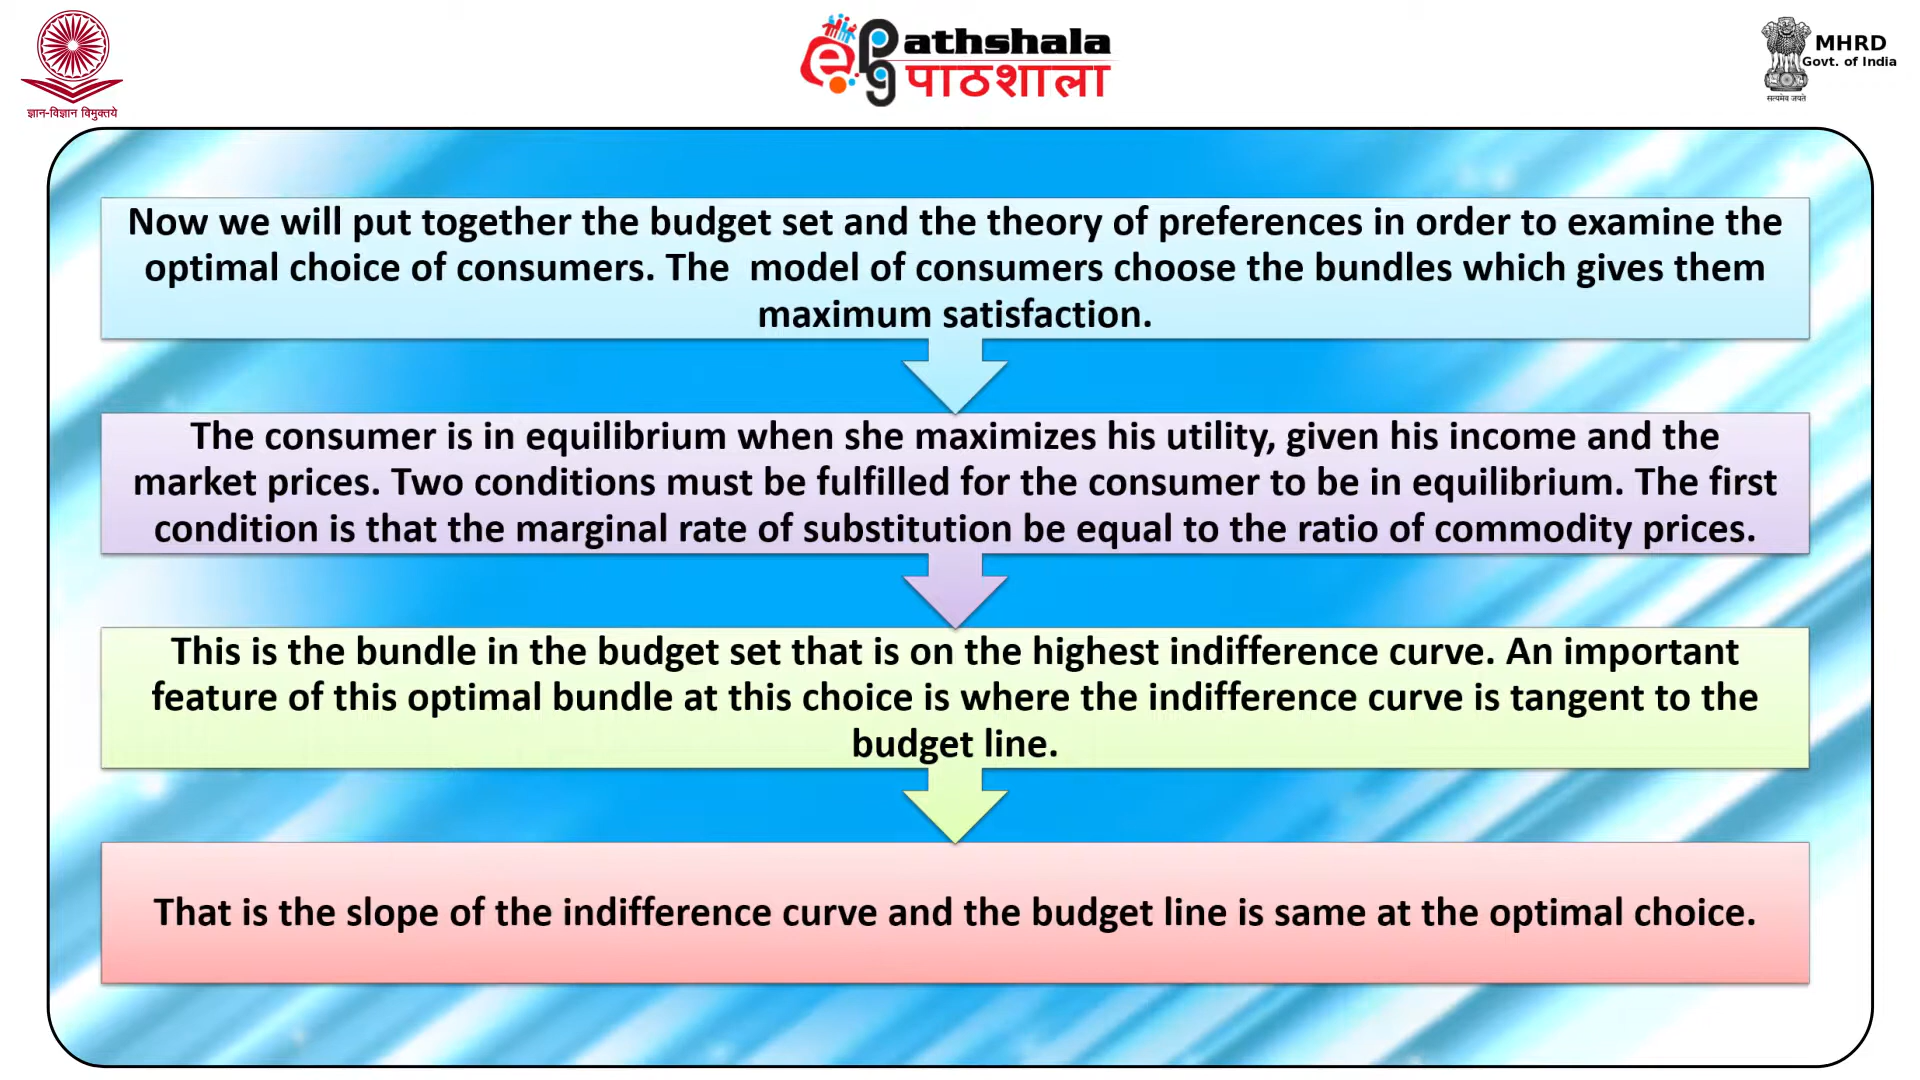 ज्ञान-विज्ञान विमुक्तये
ePg Pathshala
पाठशाला
MHRD
Govt. of India
सत्यमेव जयते
Now we will put together the budget set and the theory of preferences in order to examine the
optimal choice of consumers. The  model of consumers choose the bundles which gives them
maximum satisfaction.
The consumer is in equilibrium when she maximizes his utility, given his income and the
market prices. Two conditions must be fulfilled for the consumer to be in equilibrium. The first
condition is that the marginal rate of substitution be equal to the ratio of commodity prices.
This is the bundle in the budget set that is on the highest indifference curve. An important
feature of this optimal bundle at this choice is where the indifference curve is tangent to the
budget line.
That is the slope of the indifference curve and the budget line is same at the optimal choice.